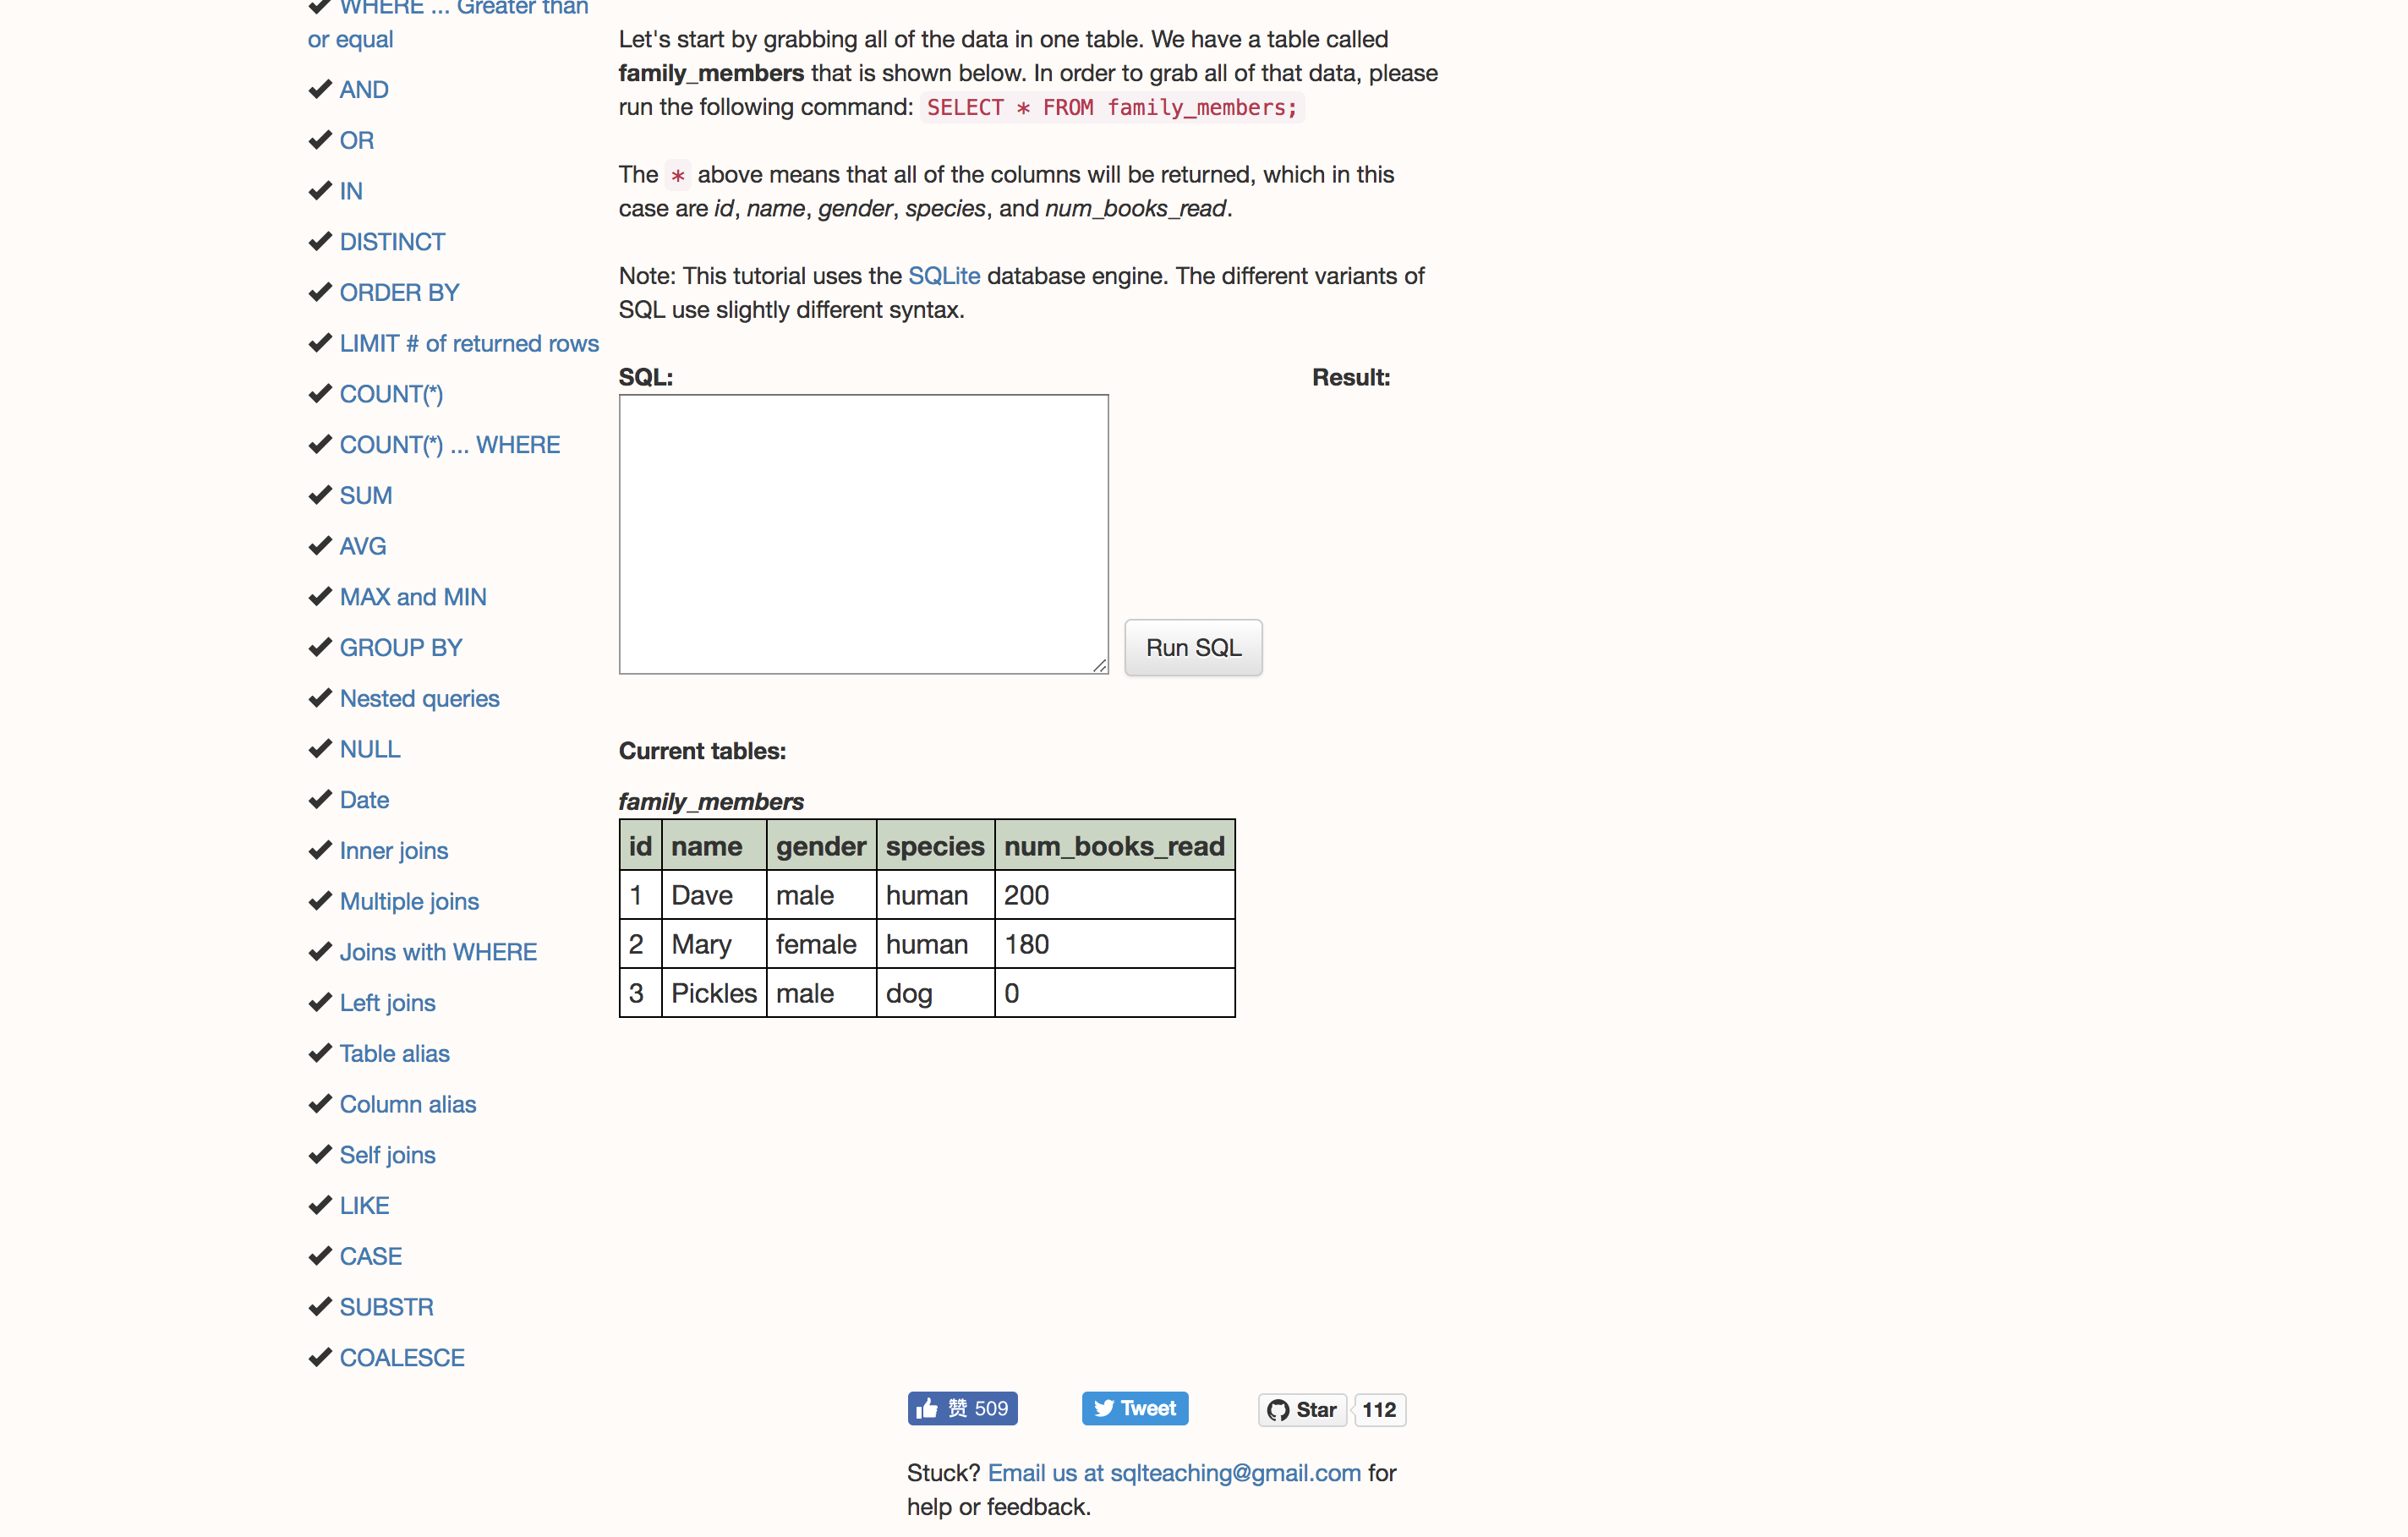 WHERE ... Greater than
or equal
AND
OR
IN
DISTINCT
ORDER BY
LIMIT # of returned rows
COUNT(*)
COUNT(*) ... WHERE
SUM
AVG
MAX and MIN
GROUP BY
Nested queries
NULL
Date
Inner joins
Multiple joins
Joins with WHERE
Left joins
Table alias
Column alias
Self joins
LIKE
CASE
SUBSTR
COALESCE
Let's start by grabbing all of the data in one table. We have a table called
family_members that is shown below. In order to grab all of that data, please
run the following command: SELECT * FROM family_members;
The * above means that all of the columns will be returned, which in this
case are id, name, gender, species, and num_books_read.
Note: This tutorial uses the SQLite database engine. The different variants of
SQL use slightly different syntax.
SQL:
Result:
Run SQL
Current tables:
family_members
id name gender species num_books_read
1 Dave male human 200
2 Mary female human 180
3 Pickles male dog 0
赞 509
Tweet
Star 112
Stuck? Email us at sqlteaching@gmail.com for
help or feedback.